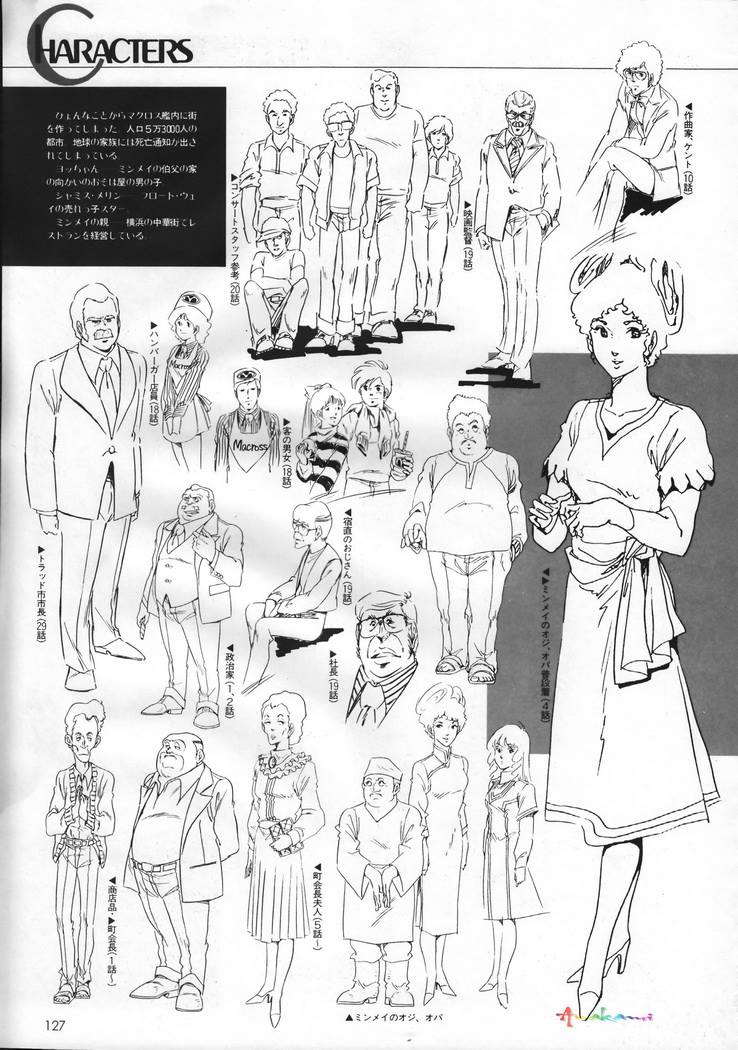 CHARACTERS
ひょんなことからマクロス艦内に街
を作ってしまった。人口5万3000人の
都市。地球の家族には死亡通知が出さ
れてしまっている。
ヨッちゃん── ミンメイの伯父の家
の向かいのおそば屋の男の子
シャミス・メリン── ブロート・ウェ
イの売れっ子スター。
ミンメイの親── 横浜の中華街でレ
ストランを経営している。
◀コンサートスタッフ参考(20話)
◀映画監督(19話)
◀作曲家、ケント(10話)
◀ハンバーガー店員(18話)
Macross
Macross
◀客の男女(18話)
▶トラッド市市長(29話)
◀政治家(1、2話)
◀宿直のおじさん(19話)
▶社長(19話)
◀▶ミンメイのオジ、オバ普段着(4話)
◀商店品・▶町会長(1話〜)
◀町会長夫人(5話〜)
▲ミンメイのオジ、オバ
127